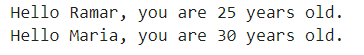 Hello Ramar, you are 25 years old.
Hello Maria, you are 30 years old.